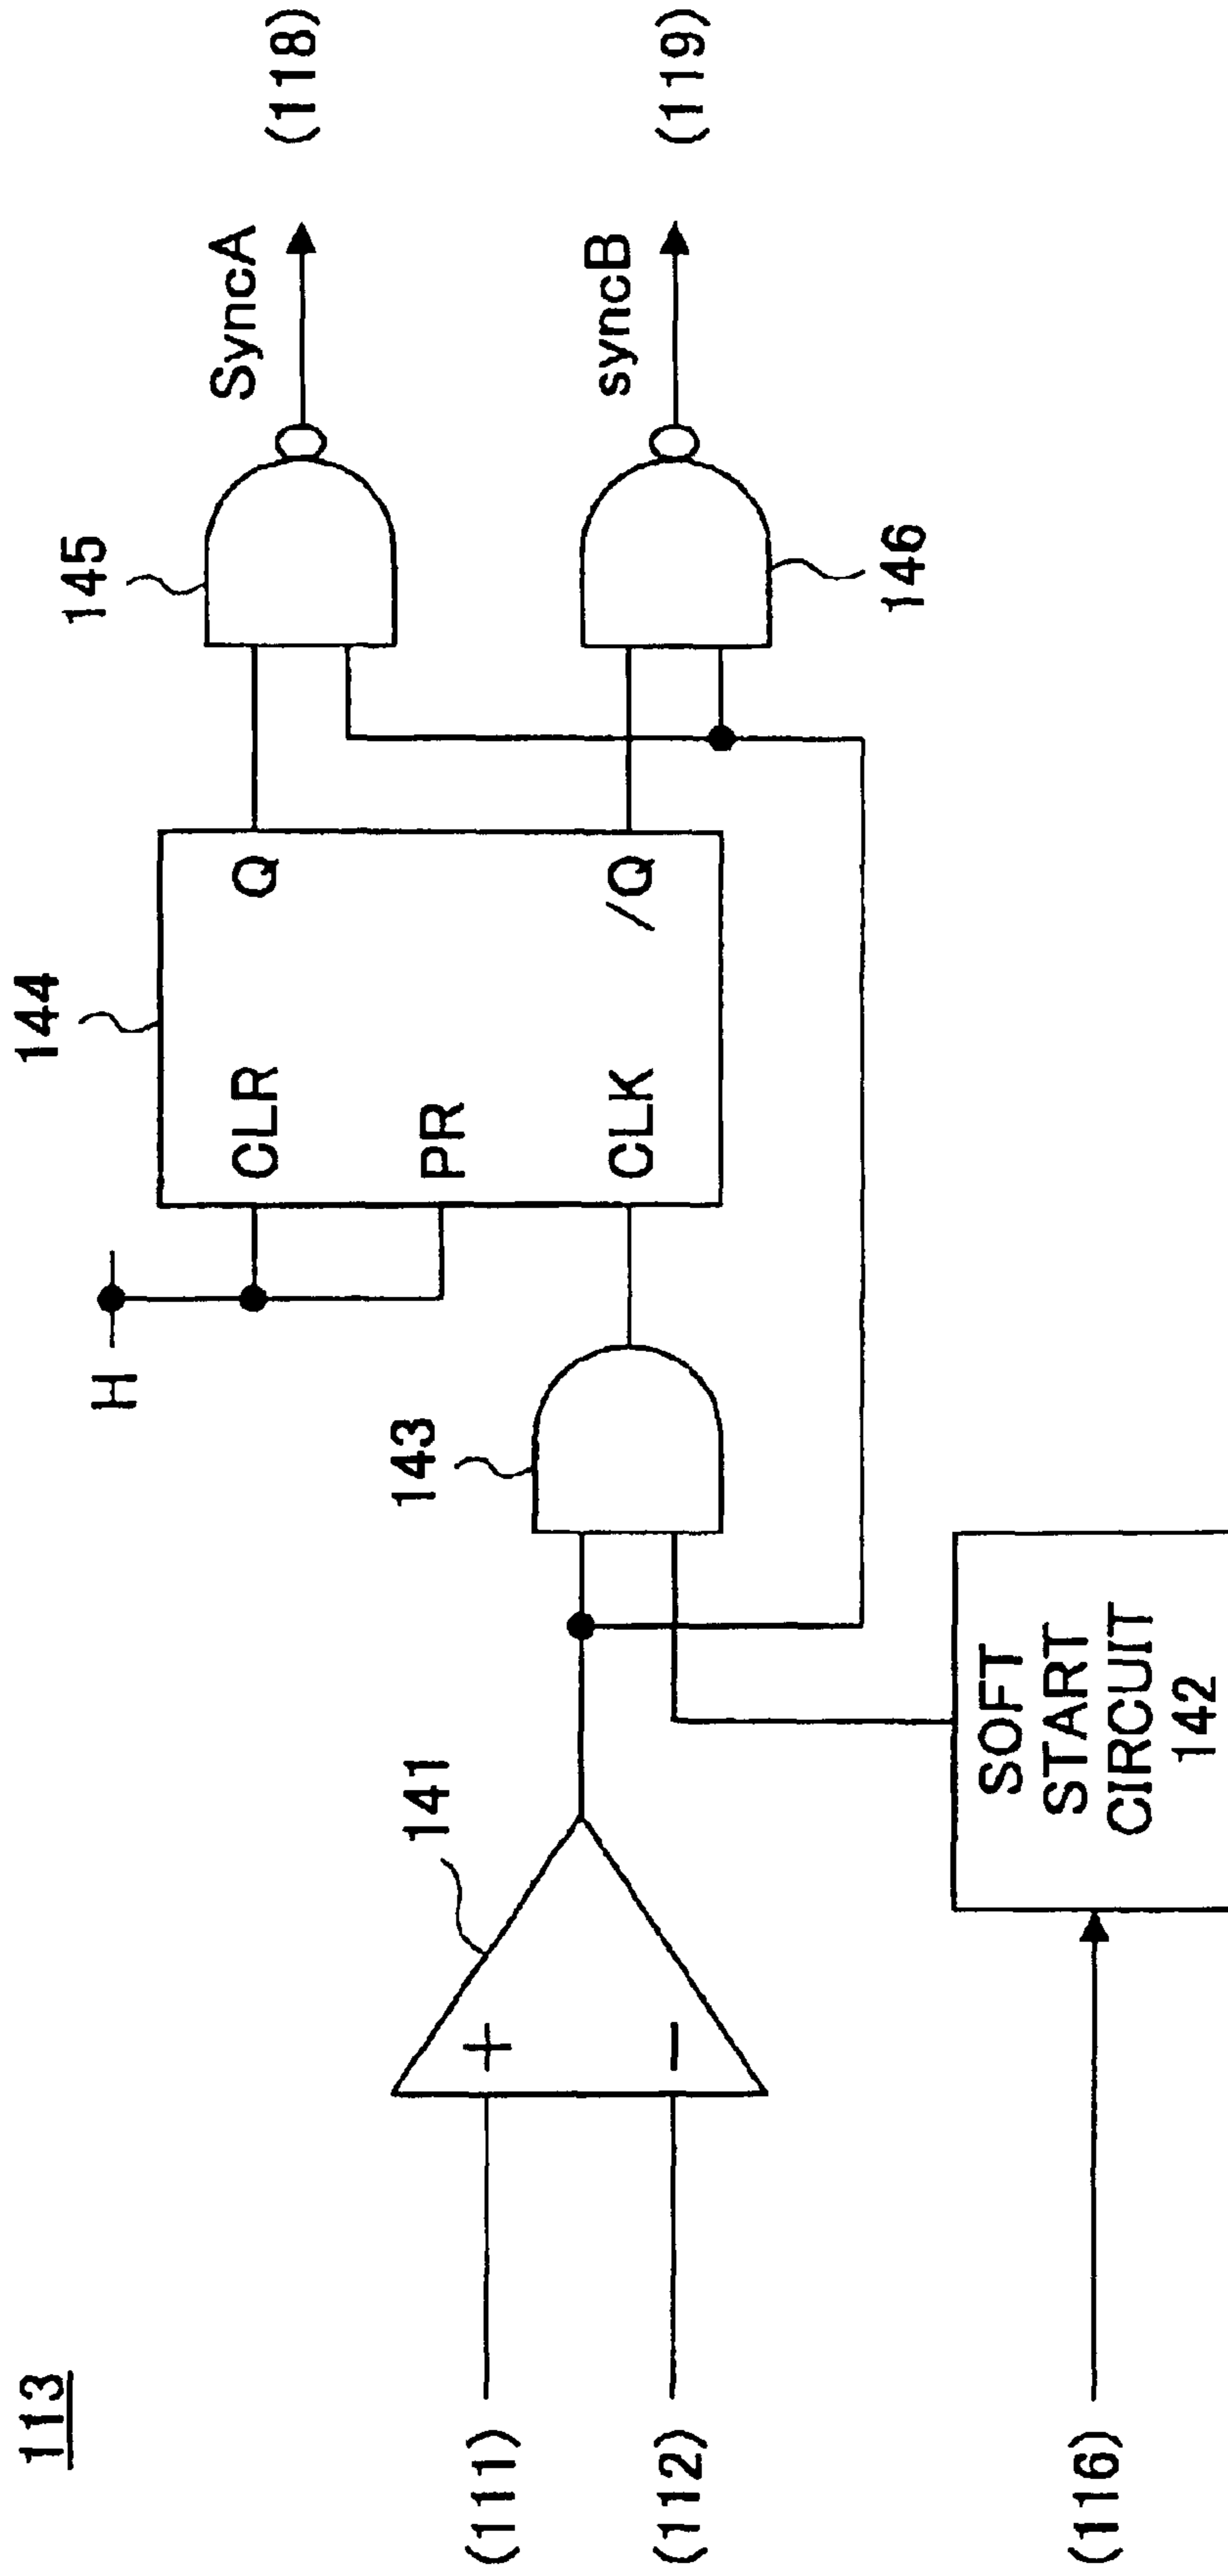 113
(111)
(112)
(116)
+
−
141
SOFT
START
CIRCUIT
142
143
H
144
CLR
PR
CLK
Q
/Q
145
146
SyncA
syncB
(118)
(119)